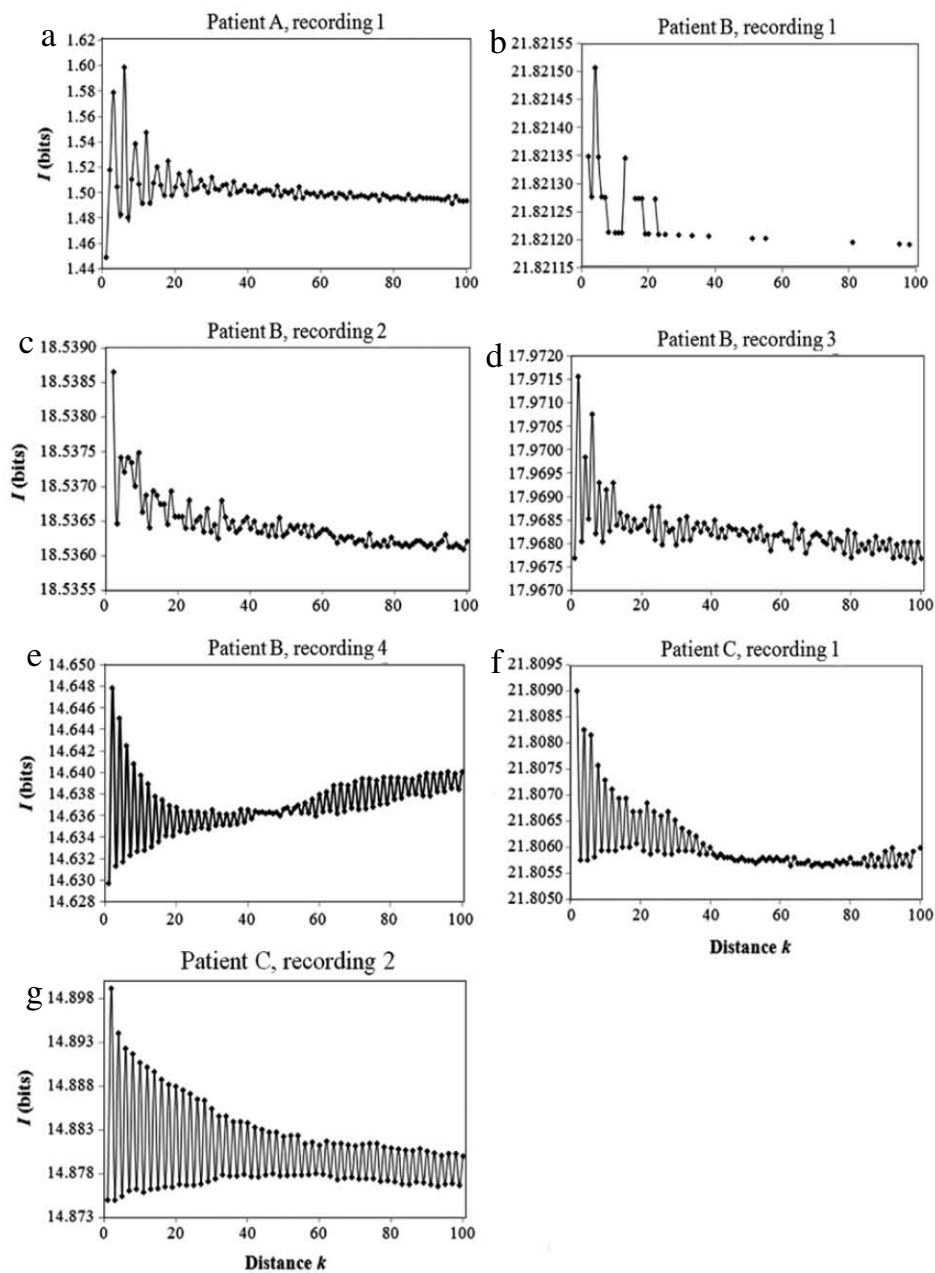 a
Patient A, recording 1
I (bits)
1.62
1.60
1.58
1.56
1.54
1.52
1.50
1.48
1.46
1.44
0 20 40 60 80 100
b
Patient B, recording 1
21.82155
21.82150
21.82145
21.82140
21.82135
21.82130
21.82125
21.82120
21.82115
0 20 40 60 80 100
c
Patient B, recording 2
I (bits)
18.5390
18.5385
18.5380
18.5375
18.5370
18.5365
18.5360
18.5355
0 20 40 60 80 100
d
Patient B, recording 3
17.9720
17.9715
17.9710
17.9705
17.9700
17.9695
17.9690
17.9685
17.9680
17.9675
17.9670
0 20 40 60 80 100
e
Patient B, recording 4
I (bits)
14.650
14.648
14.646
14.644
14.642
14.640
14.638
14.636
14.634
14.632
14.630
14.628
0 20 40 60 80 100
f
Patient C, recording 1
21.8095
21.8090
21.8085
21.8080
21.8075
21.8070
21.8065
21.8060
21.8055
21.8050
0 20 40 60 80 100
Distance k
g
Patient C, recording 2
I (bits)
14.898
14.893
14.888
14.883
14.878
14.873
0 20 40 60 80 100
Distance k